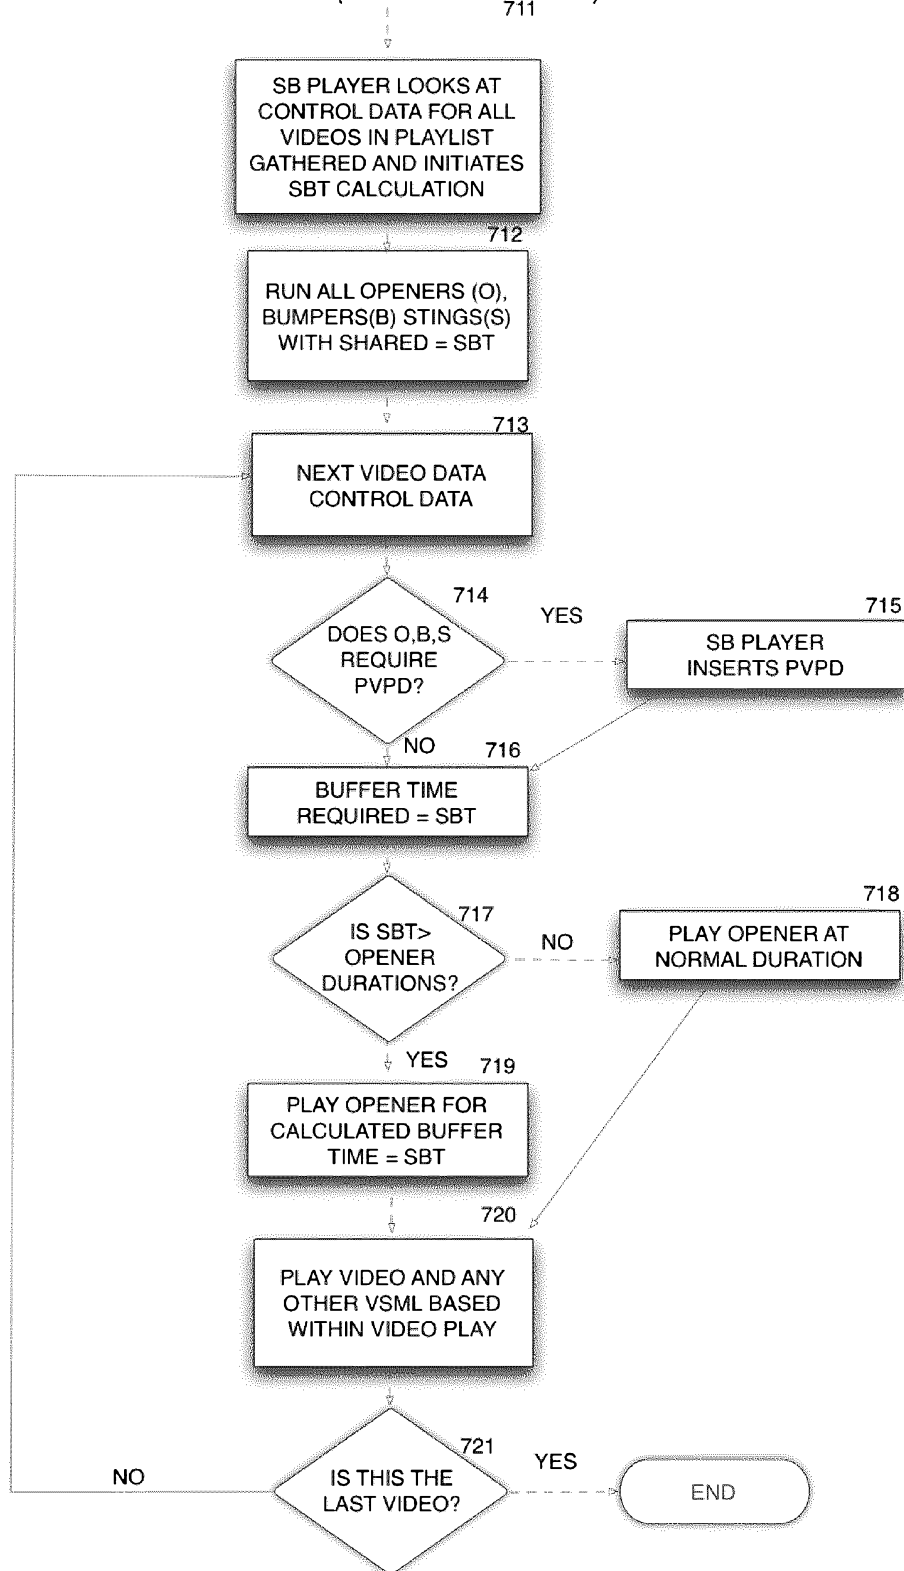 711
SB PLAYER LOOKS AT
CONTROL DATA FOR ALL
VIDEOS IN PLAYLIST
GATHERED AND INITIATES
SBT CALCULATION
712
RUN ALL OPENERS (O),
BUMPERS(B) STINGS(S)
WITH SHARED = SBT
713
NEXT VIDEO DATA
CONTROL DATA
714
DOES O,B,S
REQUIRE
PVPD?
YES
715
SB PLAYER
INSERTS PVPD
NO
716
BUFFER TIME
REQUIRED = SBT
717
IS SBT>
OPENER
DURATIONS?
NO
718
PLAY OPENER AT
NORMAL DURATION
YES
719
PLAY OPENER FOR
CALCULATED BUFFER
TIME = SBT
720
PLAY VIDEO AND ANY
OTHER VSML BASED
WITHIN VIDEO PLAY
721
IS THIS THE
LAST VIDEO?
NO
YES
END